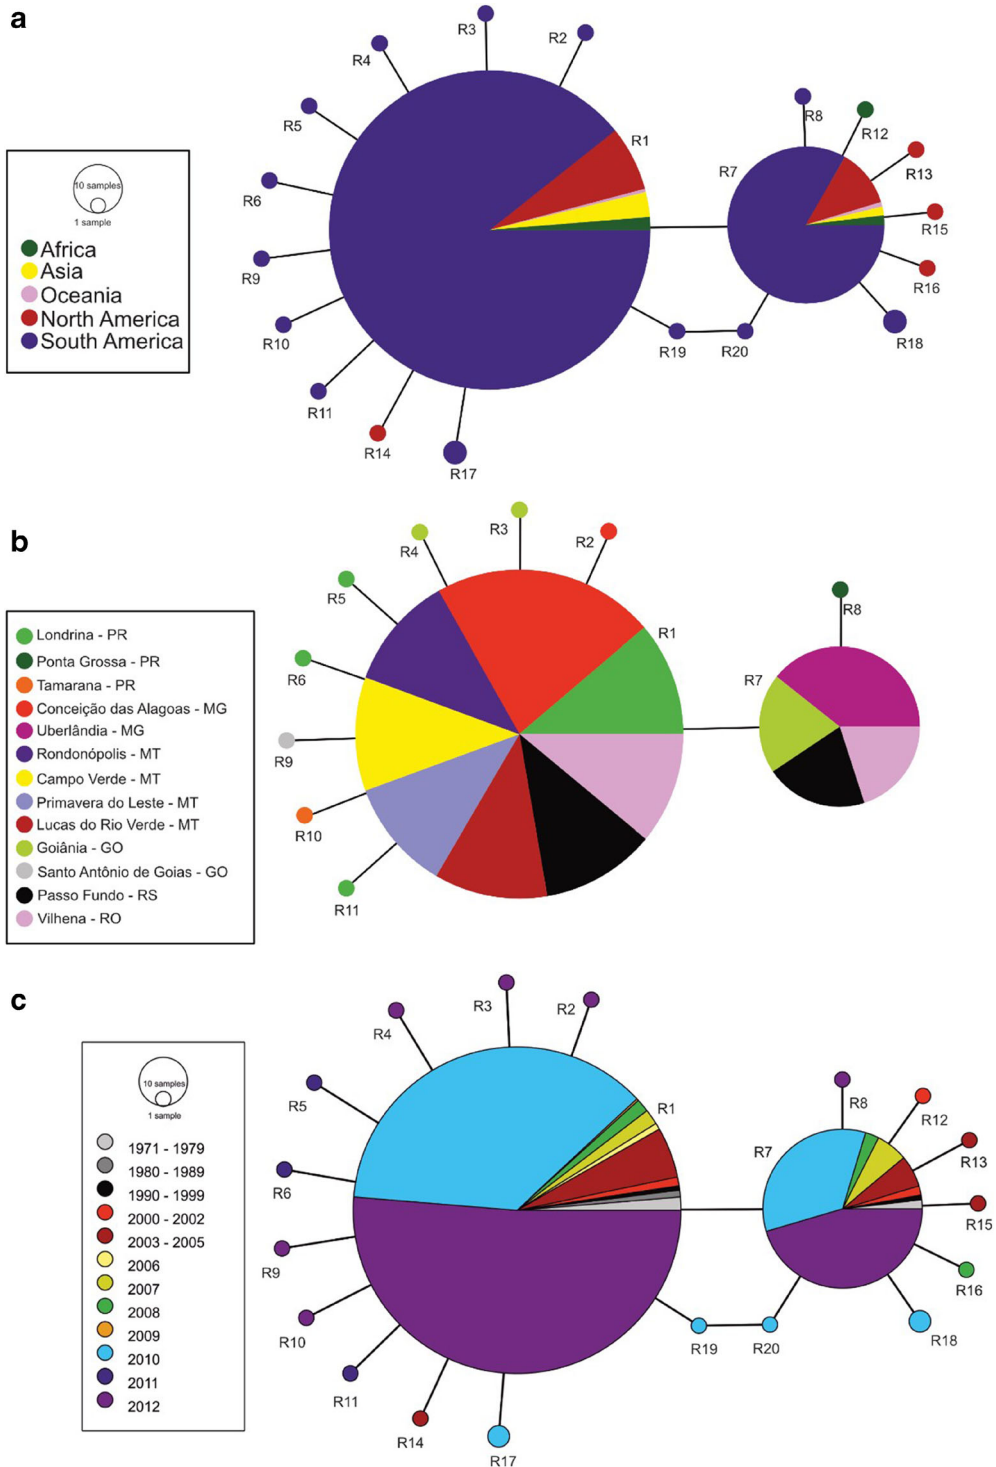 a
R3
R2
R4
R5
R1
R6
R9
R10
R11
R14
R17
R7
R8
R12
R13
R15
R16
R18
R19
R20
10 samples
1 sample
Africa
Asia
Oceania
North America
South America
b
R3
R2
R4
R5
R1
R6
R9
R10
R11
R7
R8
Londrina - PR
Ponta Grossa - PR
Tamarana - PR
Conceição das Alagoas - MG
Uberlândia - MG
Rondonópolis - MT
Campo Verde - MT
Primavera do Leste - MT
Lucas do Rio Verde - MT
Goiânia - GO
Santo Antônio de Goias - GO
Passo Fundo - RS
Vilhena - RO
c
R3
R2
R4
R5
R1
R6
R9
R10
R11
R14
R17
R7
R8
R12
R13
R15
R16
R18
R19
R20
10 samples
1 sample
1971 - 1979
1980 - 1989
1990 - 1999
2000 - 2002
2003 - 2005
2006
2007
2008
2009
2010
2011
2012